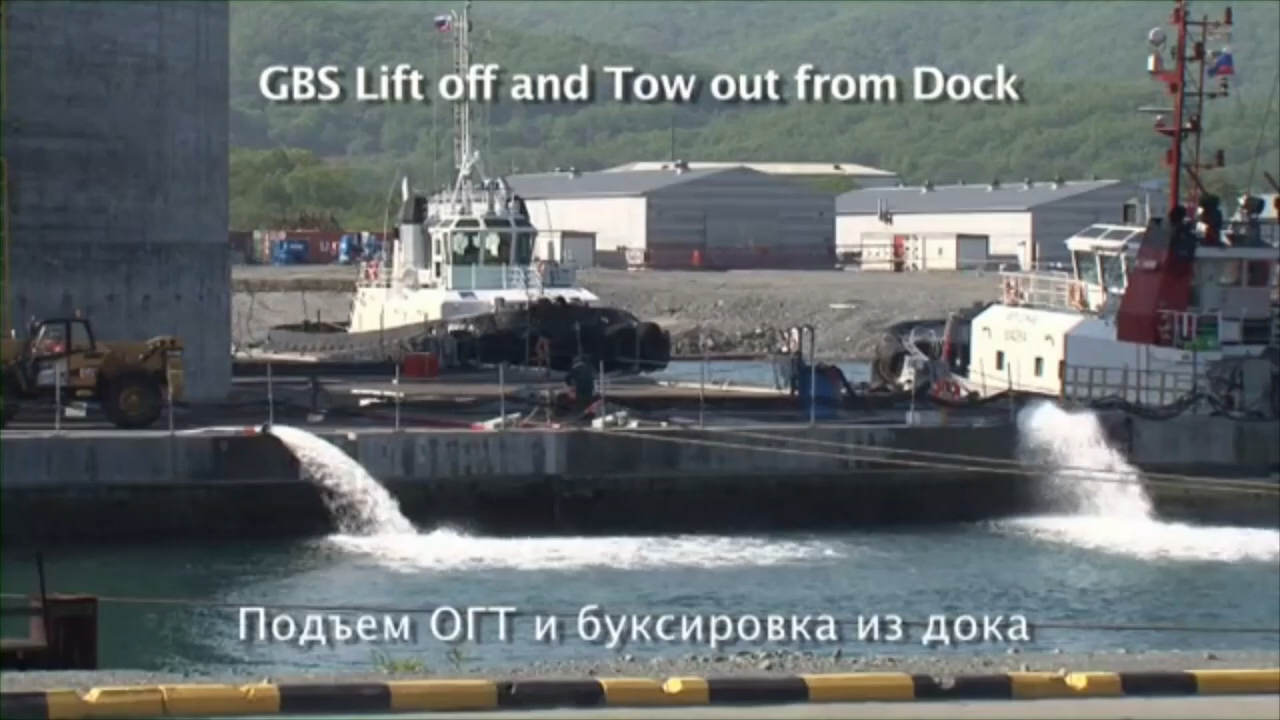 GBS Lift off and Tow out from Dock
Подъем ОГТ и буксировка из дока